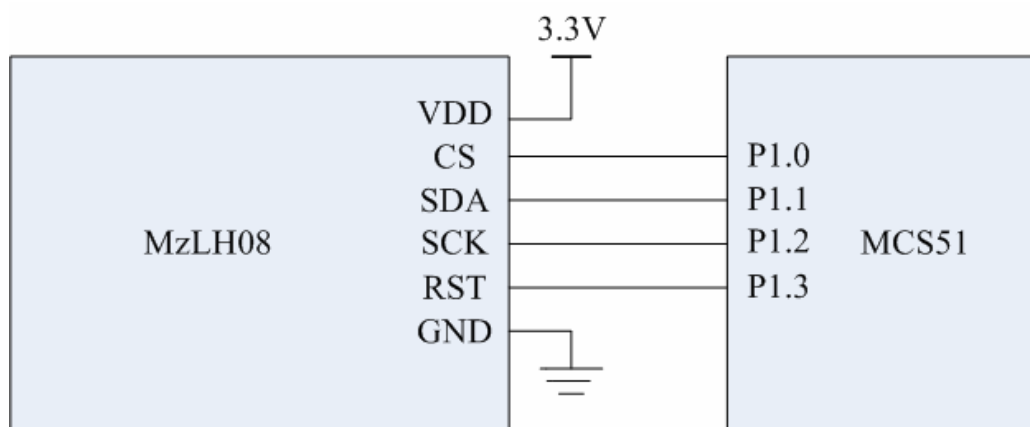 3.3V
VDD
CS
P1.0
SDA
P1.1
MzLH08
SCK
P1.2
MCS51
RST
P1.3
GND